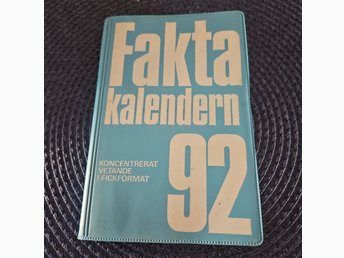 Fakta
kalendern
KONCENTRERAT
VETANDE
I FICKFORMAT
92